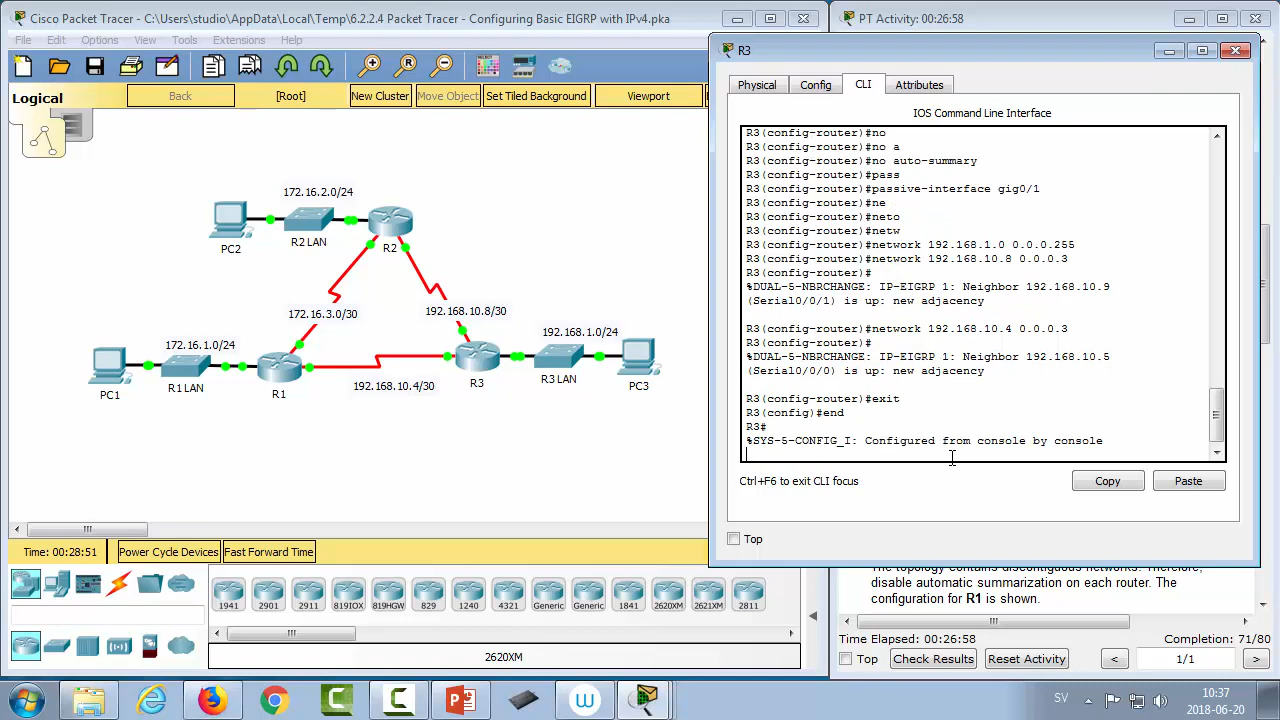 Cisco Packet Tracer - C:\Users\studio\AppData\Local\Temp\6.2.2.4 Packet Tracer - Configuring Basic EIGRP with IPv4.pka
File Edit Options View Tools Extensions Help
Logical
Back
[Root]
New Cluster
Move Object
Set Tiled Background
Viewport
172.16.2.0/24
PC2
R2 LAN
R2
172.16.3.0/30
192.168.10.8/30
172.16.1.0/24
192.168.1.0/24
PC1
R1 LAN
R1
192.168.10.4/30
R3
R3 LAN
PC3
Time: 00:28:51
Power Cycle Devices
Fast Forward Time
1941
2901
2911
819IOX
819HGW
829
1240
4321
Generic
Generic
1841
2620XM
2621XM
2811
2620XM
PT Activity: 00:26:58
R3
Physical
Config
CLI
Attributes
IOS Command Line Interface
R3(config-router)#no
R3(config-router)#no a
R3(config-router)#no auto-summary
R3(config-router)#pass
R3(config-router)#passive-interface gig0/1
R3(config-router)#ne
R3(config-router)#neto
R3(config-router)#netw
R3(config-router)#network 192.168.1.0 0.0.0.255
R3(config-router)#network 192.168.10.8 0.0.0.3
R3(config-router)#
%DUAL-5-NBRCHANGE: IP-EIGRP 1: Neighbor 192.168.10.9
(Serial0/0/1) is up: new adjacency
R3(config-router)#network 192.168.10.4 0.0.0.3
R3(config-router)#
%DUAL-5-NBRCHANGE: IP-EIGRP 1: Neighbor 192.168.10.5
(Serial0/0/0) is up: new adjacency
R3(config-router)#exit
R3(config)#end
R3#
%SYS-5-CONFIG_I: Configured from console by console
Ctrl+F6 to exit CLI focus
Copy
Paste
Top
The topology contains discontiguous networks. Therefore,
disable automatic summarization on each router. The
configuration for R1 is shown.
Time Elapsed: 00:26:58
Completion: 71/80
Top
Check Results
Reset Activity
<
1/1
>
SV
10:37
2018-06-20